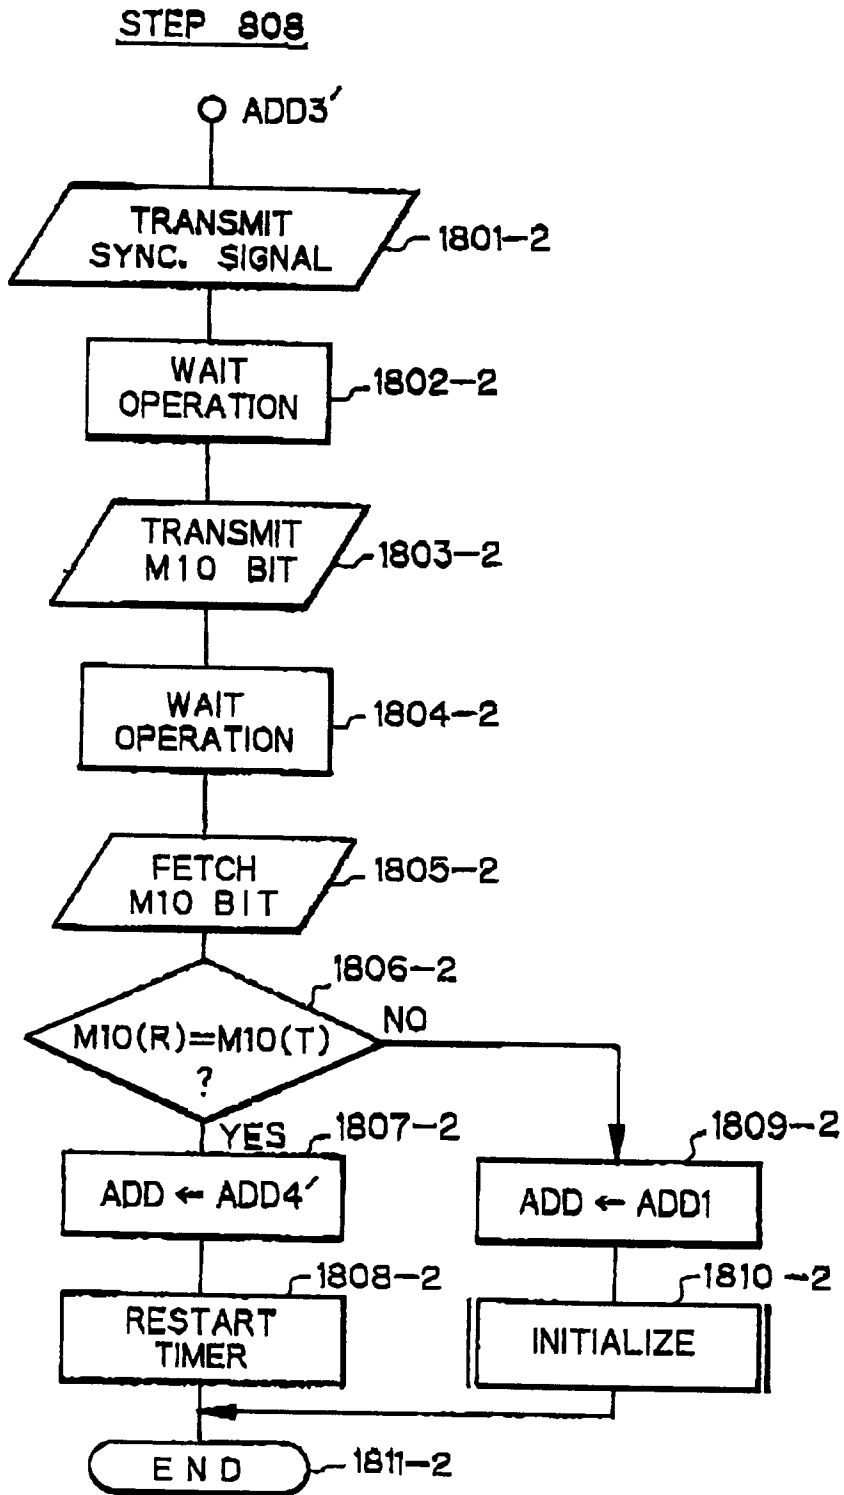 STEP 808
ADD3′
TRANSMIT
SYNC. SIGNAL
1801-2
WAIT
OPERATION
1802-2
TRANSMIT
M10 BIT
1803-2
WAIT
OPERATION
1804-2
FETCH
M10 BIT
1805-2
1806-2
M10(R)=M10(T)
?
NO
YES
1807-2
ADD ← ADD4′
1809-2
ADD ← ADD1
1808-2
RESTART
TIMER
1810-2
INITIALIZE
END
1811-2